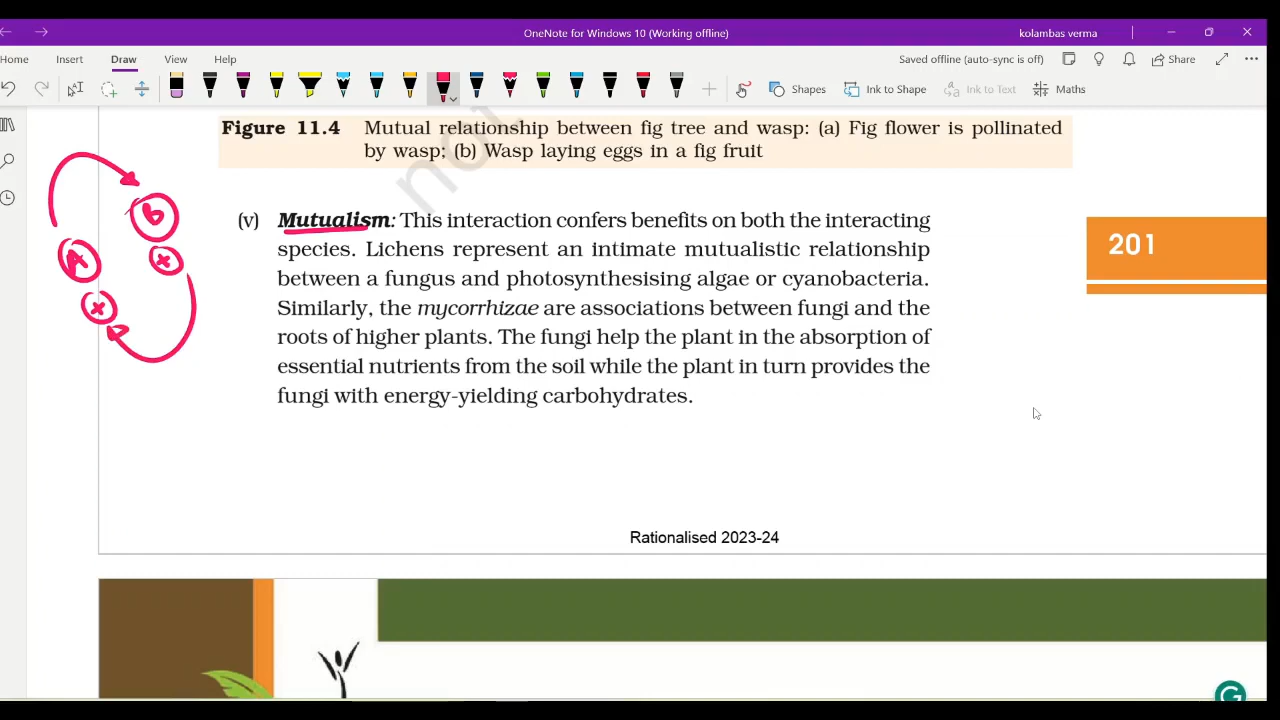 OneNote for Windows 10 (Working offline)
kolambas verma
Home Insert Draw View Help
Saved offline (auto-sync is off)
Share
Shapes
Ink to Shape
Ink to Text
Maths
Figure 11.4 Mutual relationship between fig tree and wasp: (a) Fig flower is pollinated
by wasp; (b) Wasp laying eggs in a fig fruit
not
(v) Mutualism: This interaction confers benefits on both the interacting
species. Lichens represent an intimate mutualistic relationship
between a fungus and photosynthesising algae or cyanobacteria.
Similarly, the mycorrhizae are associations between fungi and the
roots of higher plants. The fungi help the plant in the absorption of
essential nutrients from the soil while the plant in turn provides the
fungi with energy-yielding carbohydrates.
b
A
+
+
201
Rationalised 2023-24